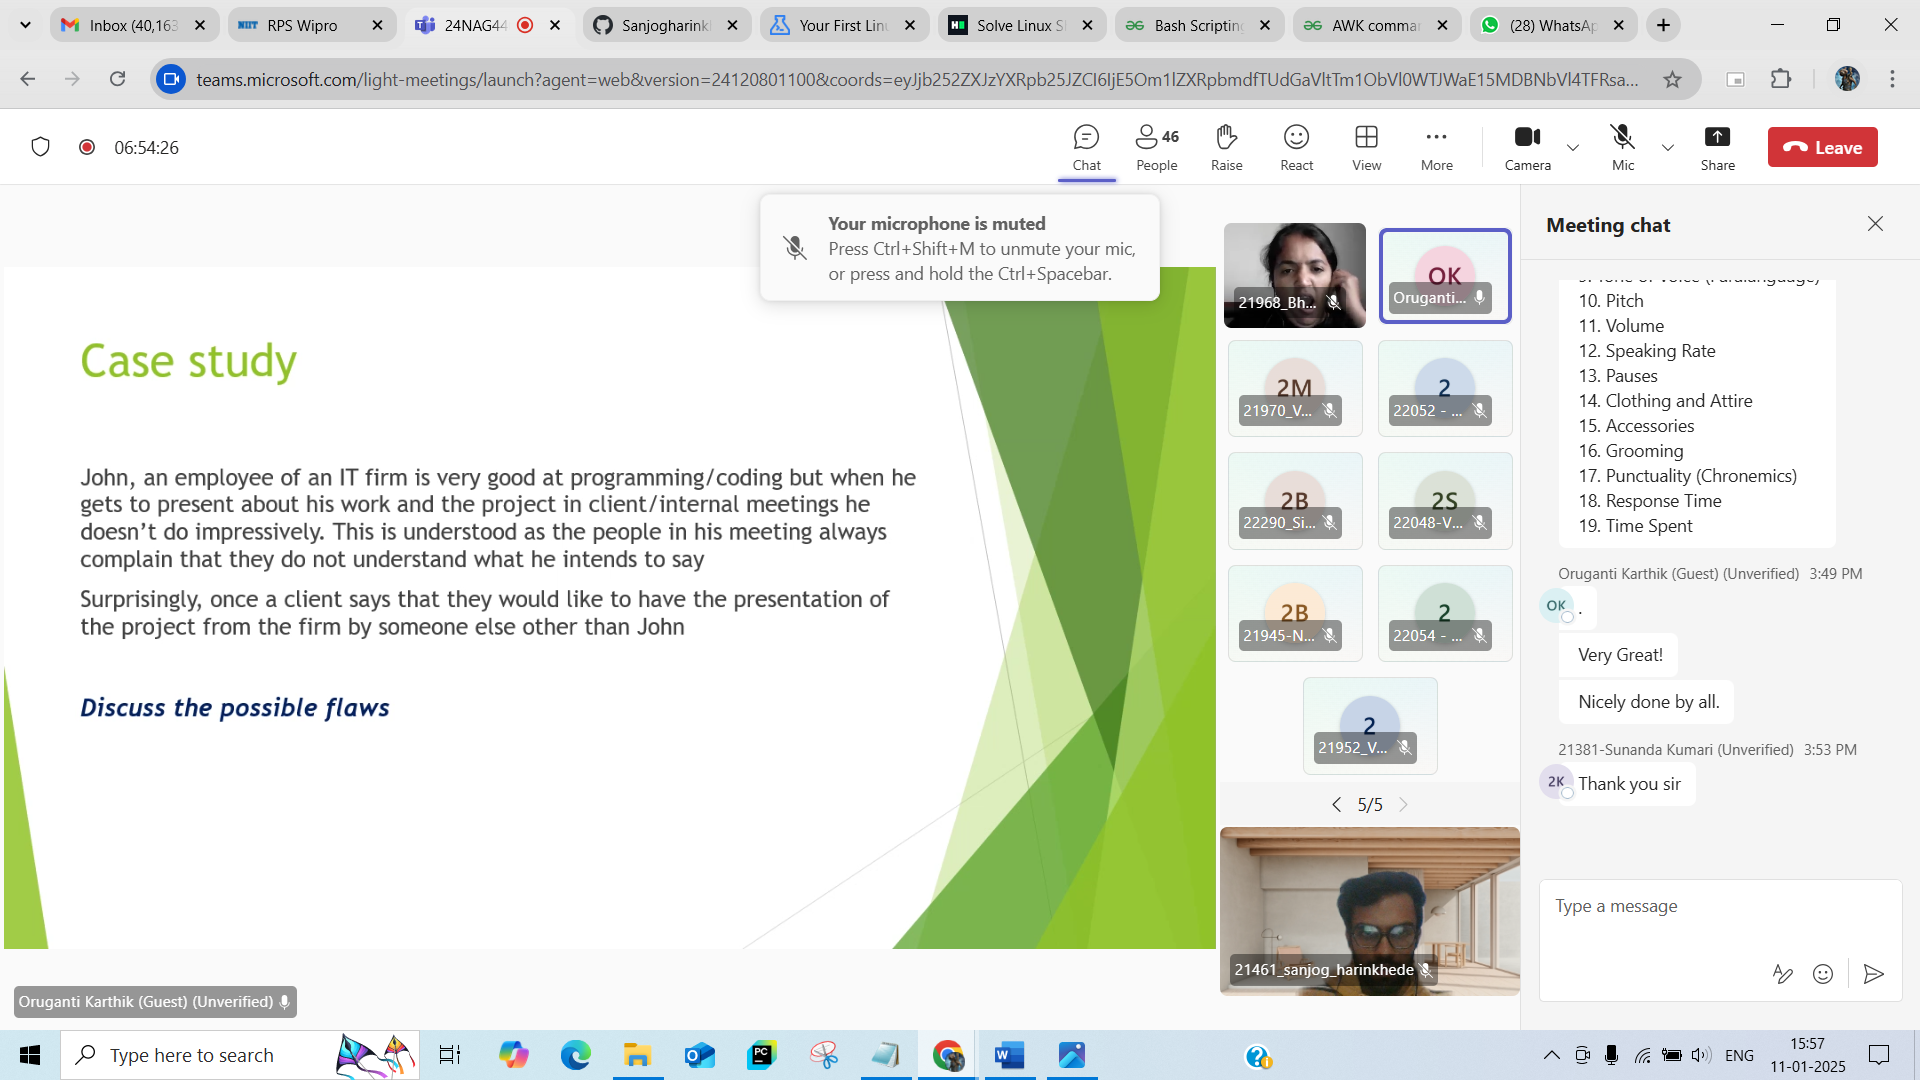 Inbox (40,163
NIIT RPS Wipro
24NAG44
Sanjogharink
Your First Lin
Solve Linux S
Bash Scripting
AWK comma
(28) WhatsAp
teams.microsoft.com/light-meetings/launch?agent=web&version=24120801100&coords=
06:54:26
46
Chat
People
Raise
React
View
More
Camera
Mic
Share
Leave
Your microphone is muted
Press Ctrl+Shift+M to unmute your mic,
or press and hold the Ctrl+Spacebar.
Case study
John, an employee of an IT firm is very good at programming/coding but when he
gets to present about his work and the project in client/internal meetings he
doesn't do impressively. This is understood as the people in his meeting always
complain that they do not understand what he intends to say
Surprisingly, once a client says that they would like to have the presentation of
the project from the firm by someone else other than John
Discuss the possible flaws
Oruganti Karthik (Guest) (Unverified)
21968_Bh...
OK
Oruganti...
2M
21970_V...
2
22052 - ...
2B
22290_Si...
2S
22048-V...
2B
21945-N...
2
22054 - ...
2
21952_V...
5/5
21461_sanjog_harinkhede
Meeting chat
10. Pitch
11. Volume
12. Speaking Rate
13. Pauses
14. Clothing and Attire
15. Accessories
16. Grooming
17. Punctuality (Chronemics)
18. Response Time
19. Time Spent
Oruganti Karthik (Guest) (Unverified) 3:49 PM
OK
.
Very Great!
Nicely done by all.
21381-Sunanda Kumari (Unverified) 3:53 PM
2K
Thank you sir
Type a message
Type here to search
ENG
15:57
11-01-2025